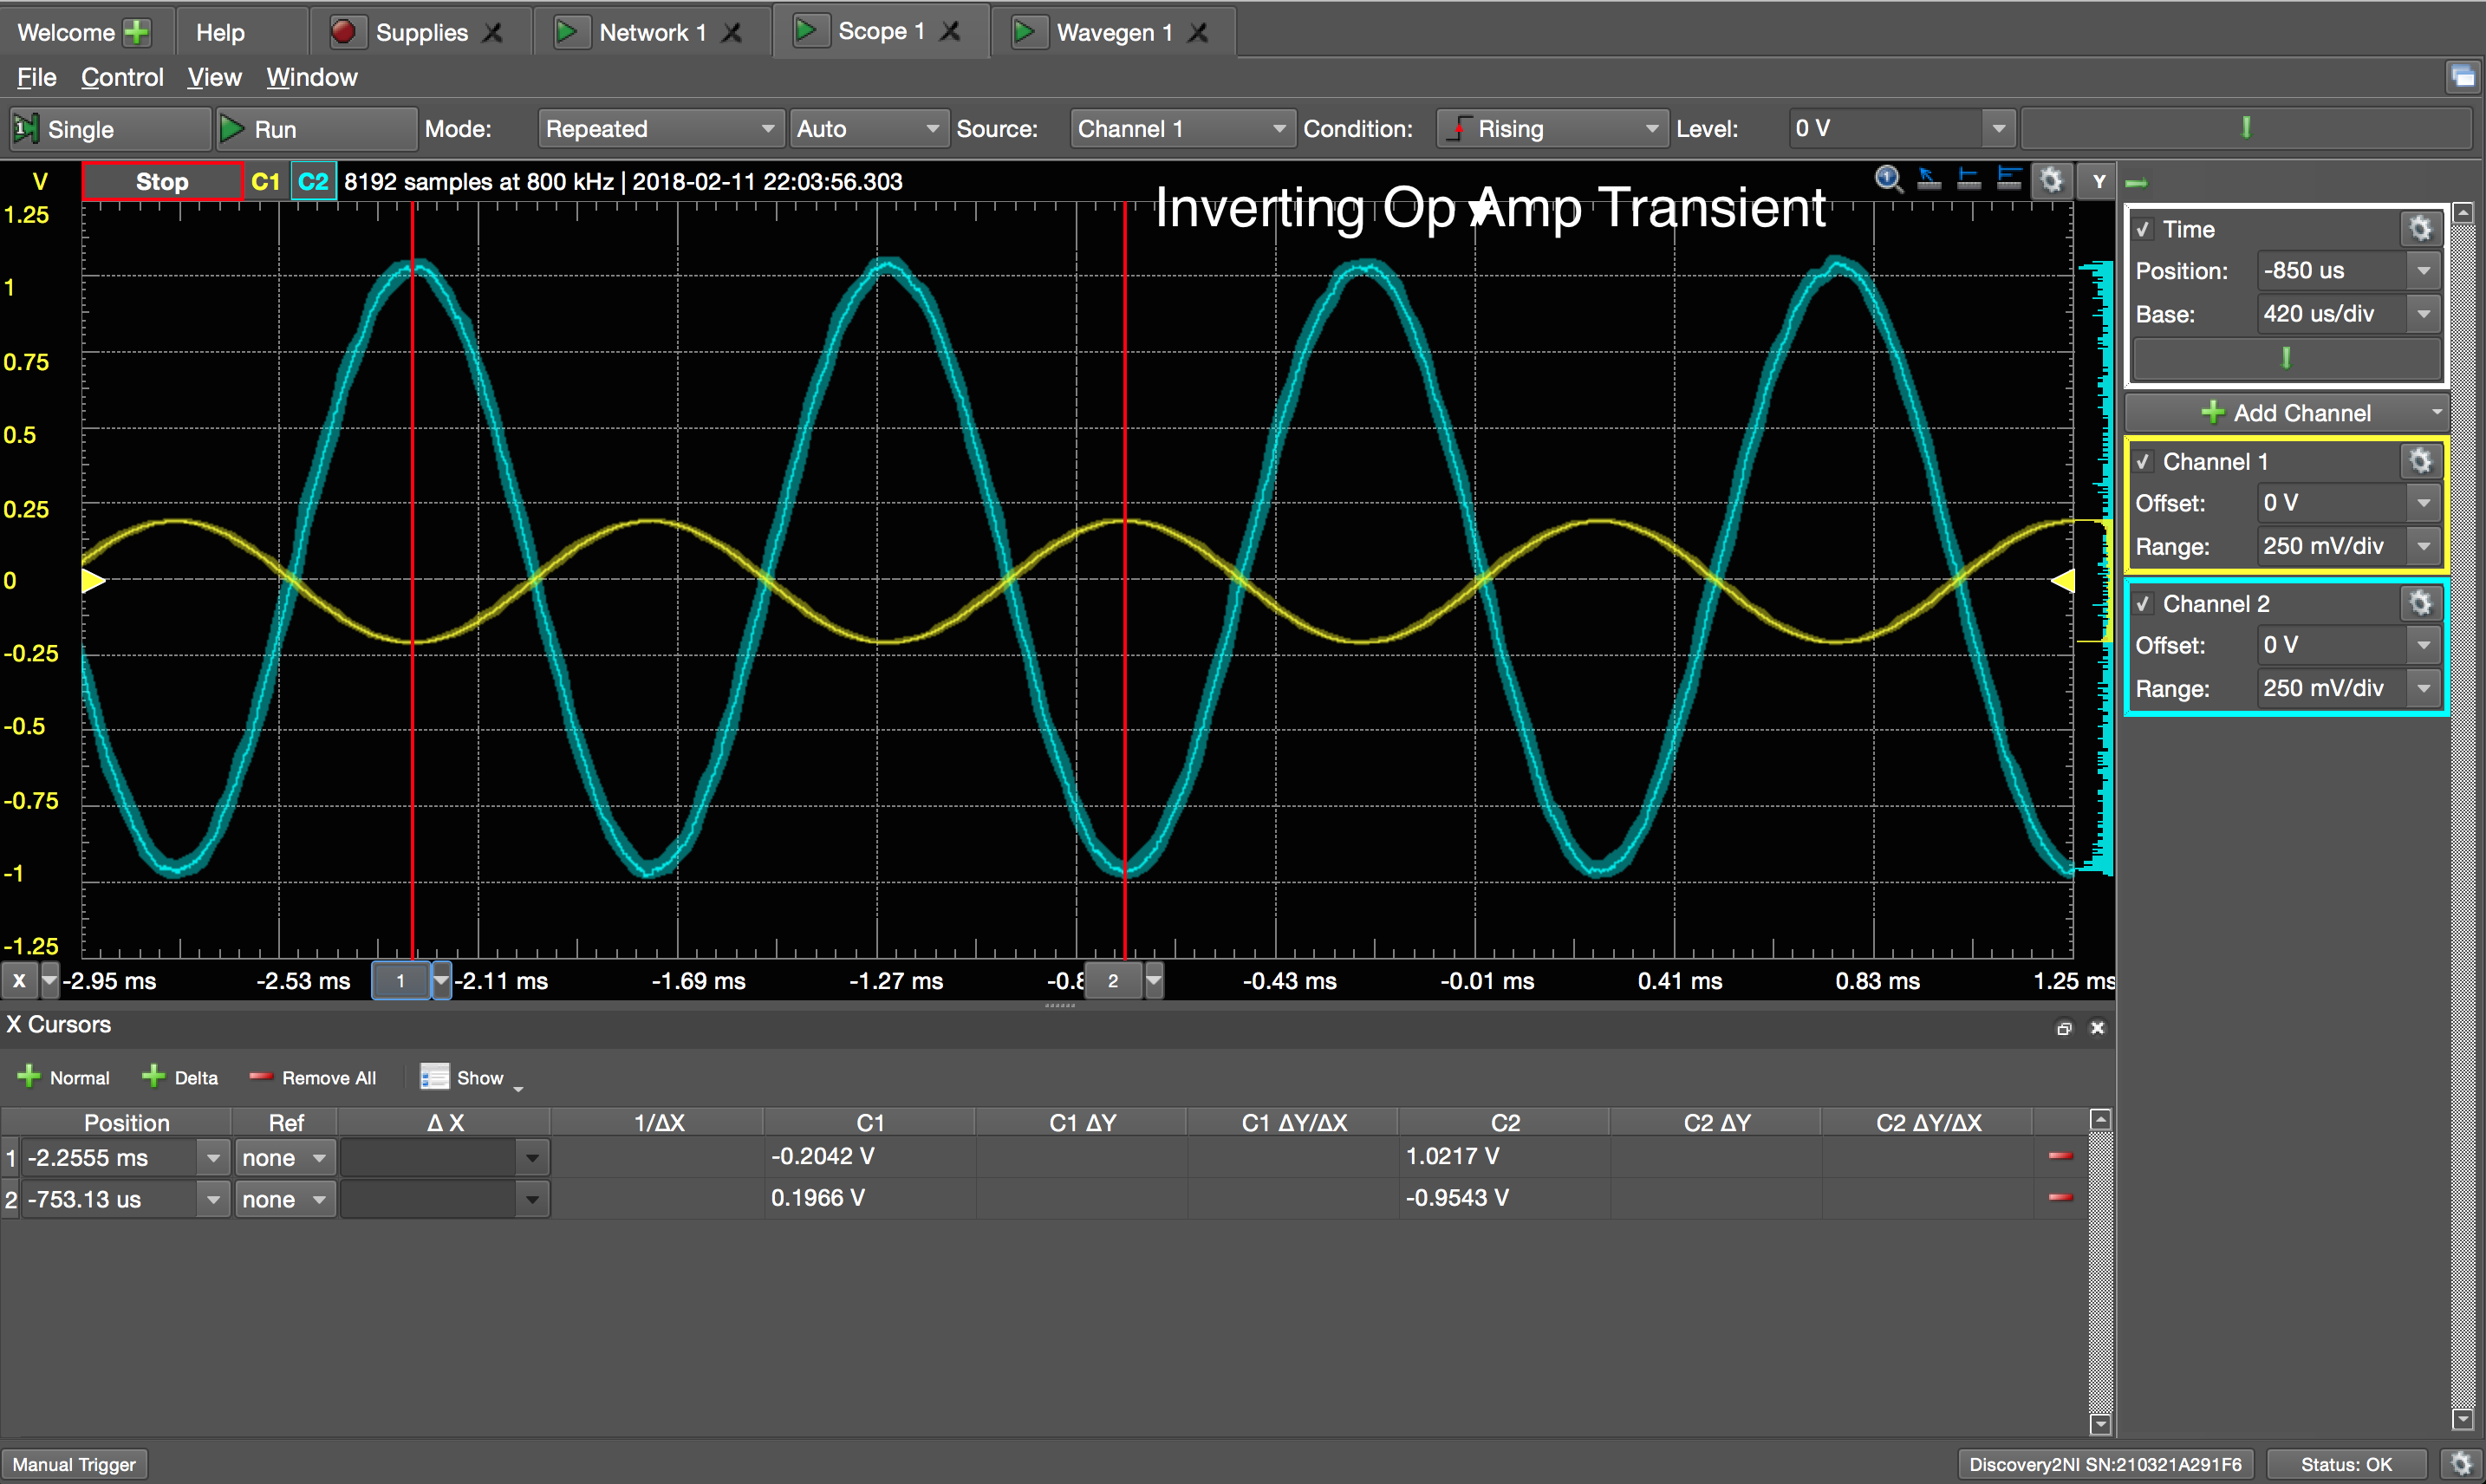 Welcome Help Supplies Network 1 Scope 1 Wavegen 1
File Control View Window
Single Run Mode: Repeated Auto Source: Channel 1 Condition: Rising Level: 0 V
V Stop C1 C2 8192 samples at 800 kHz | 2018-02-11 22:03:56.303 Y
Inverting Op Amp Transient
1.25
1
0.75
0.5
0.25
0
-0.25
-0.5
-0.75
-1
-1.25
X -2.95 ms -2.53 ms 1 -2.11 ms -1.69 ms -1.27 ms -0.8 2 -0.43 ms -0.01 ms 0.41 ms 0.83 ms 1.25 ms
Time
Position: -850 us
Base: 420 us/div
Add Channel
Channel 1
Offset: 0 V
Range: 250 mV/div
Channel 2
Offset: 0 V
Range: 250 mV/div
X Cursors
Normal Delta Remove All Show
Position Ref Δ X 1/ΔX C1 C1 ΔY C1 ΔY/ΔX C2 C2 ΔY C2 ΔY/ΔX
1 -2.2555 ms none -0.2042 V 1.0217 V
2 -753.13 us none 0.1966 V -0.9543 V
Manual Trigger Discovery2NI SN:210321A291F6 Status: OK